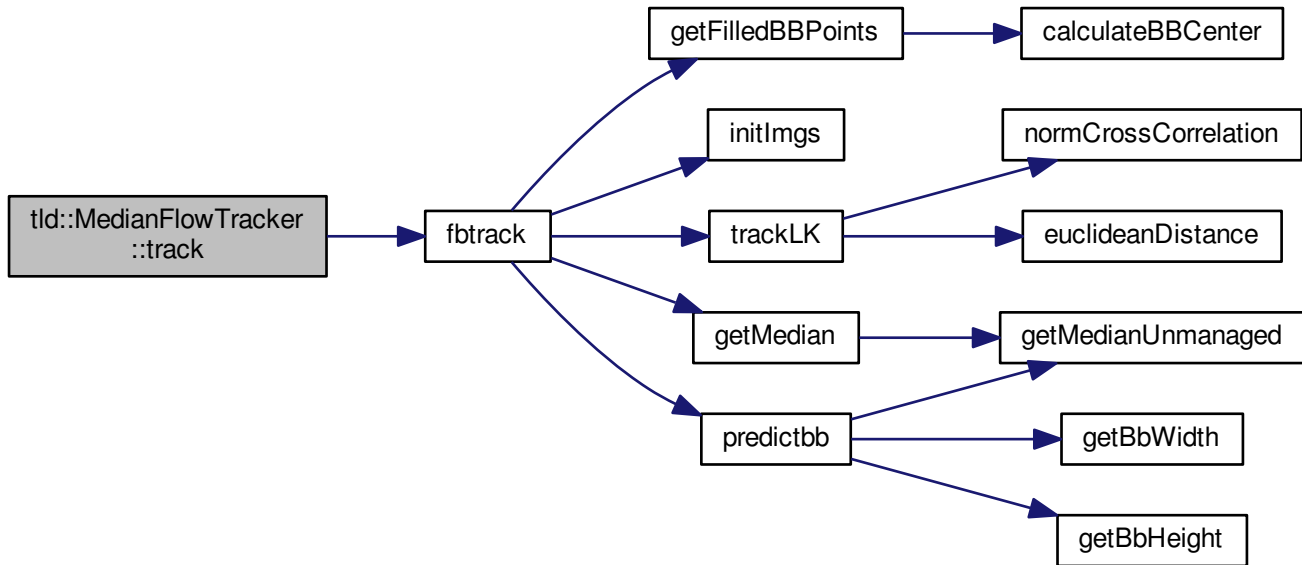 tld::MedianFlowTracker
::track
fbtrack
getFilledBBPoints
calculateBBCenter
initImgs
normCrossCorrelation
trackLK
euclideanDistance
getMedian
getMedianUnmanaged
predictbb
getBbWidth
getBbHeight